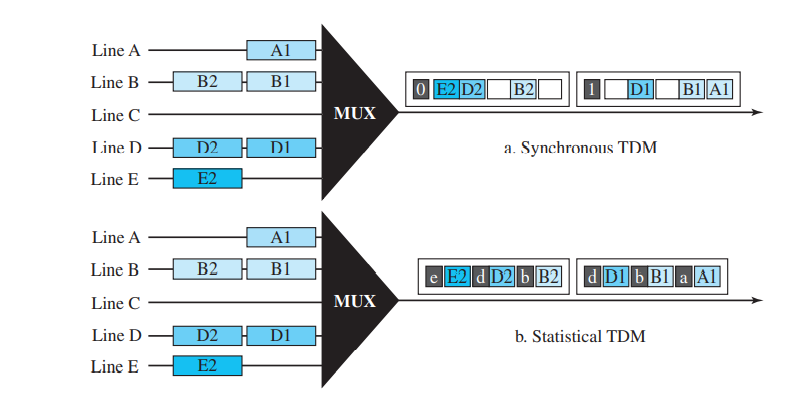 Line A
A1
Line B
B2 B1
Line C
Line D
D2 D1
Line E
E2
MUX
0 E2 D2 B2
1 D1 B1 A1
a. Synchronous TDM
Line A
A1
Line B
B2 B1
Line C
Line D
D2 D1
Line E
E2
MUX
e E2 d D2 b B2
d D1 b B1 a A1
b. Statistical TDM